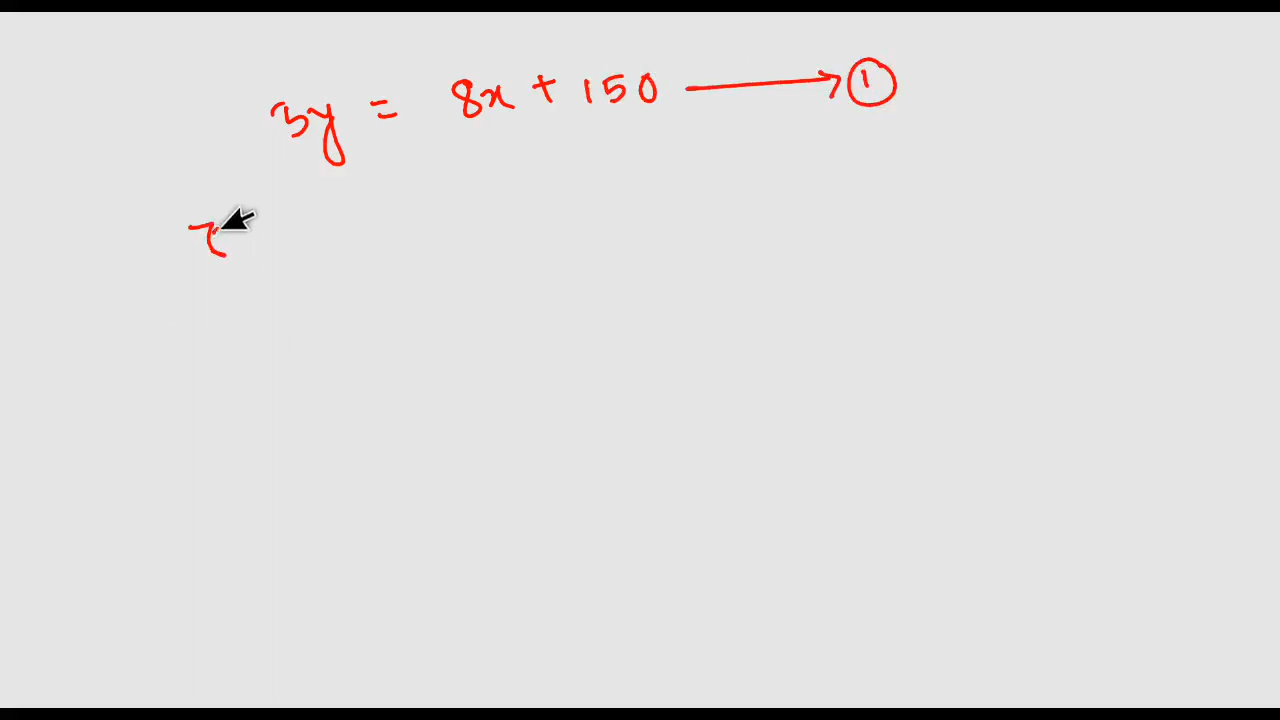 3y = 8x + 150 ⟶ ①